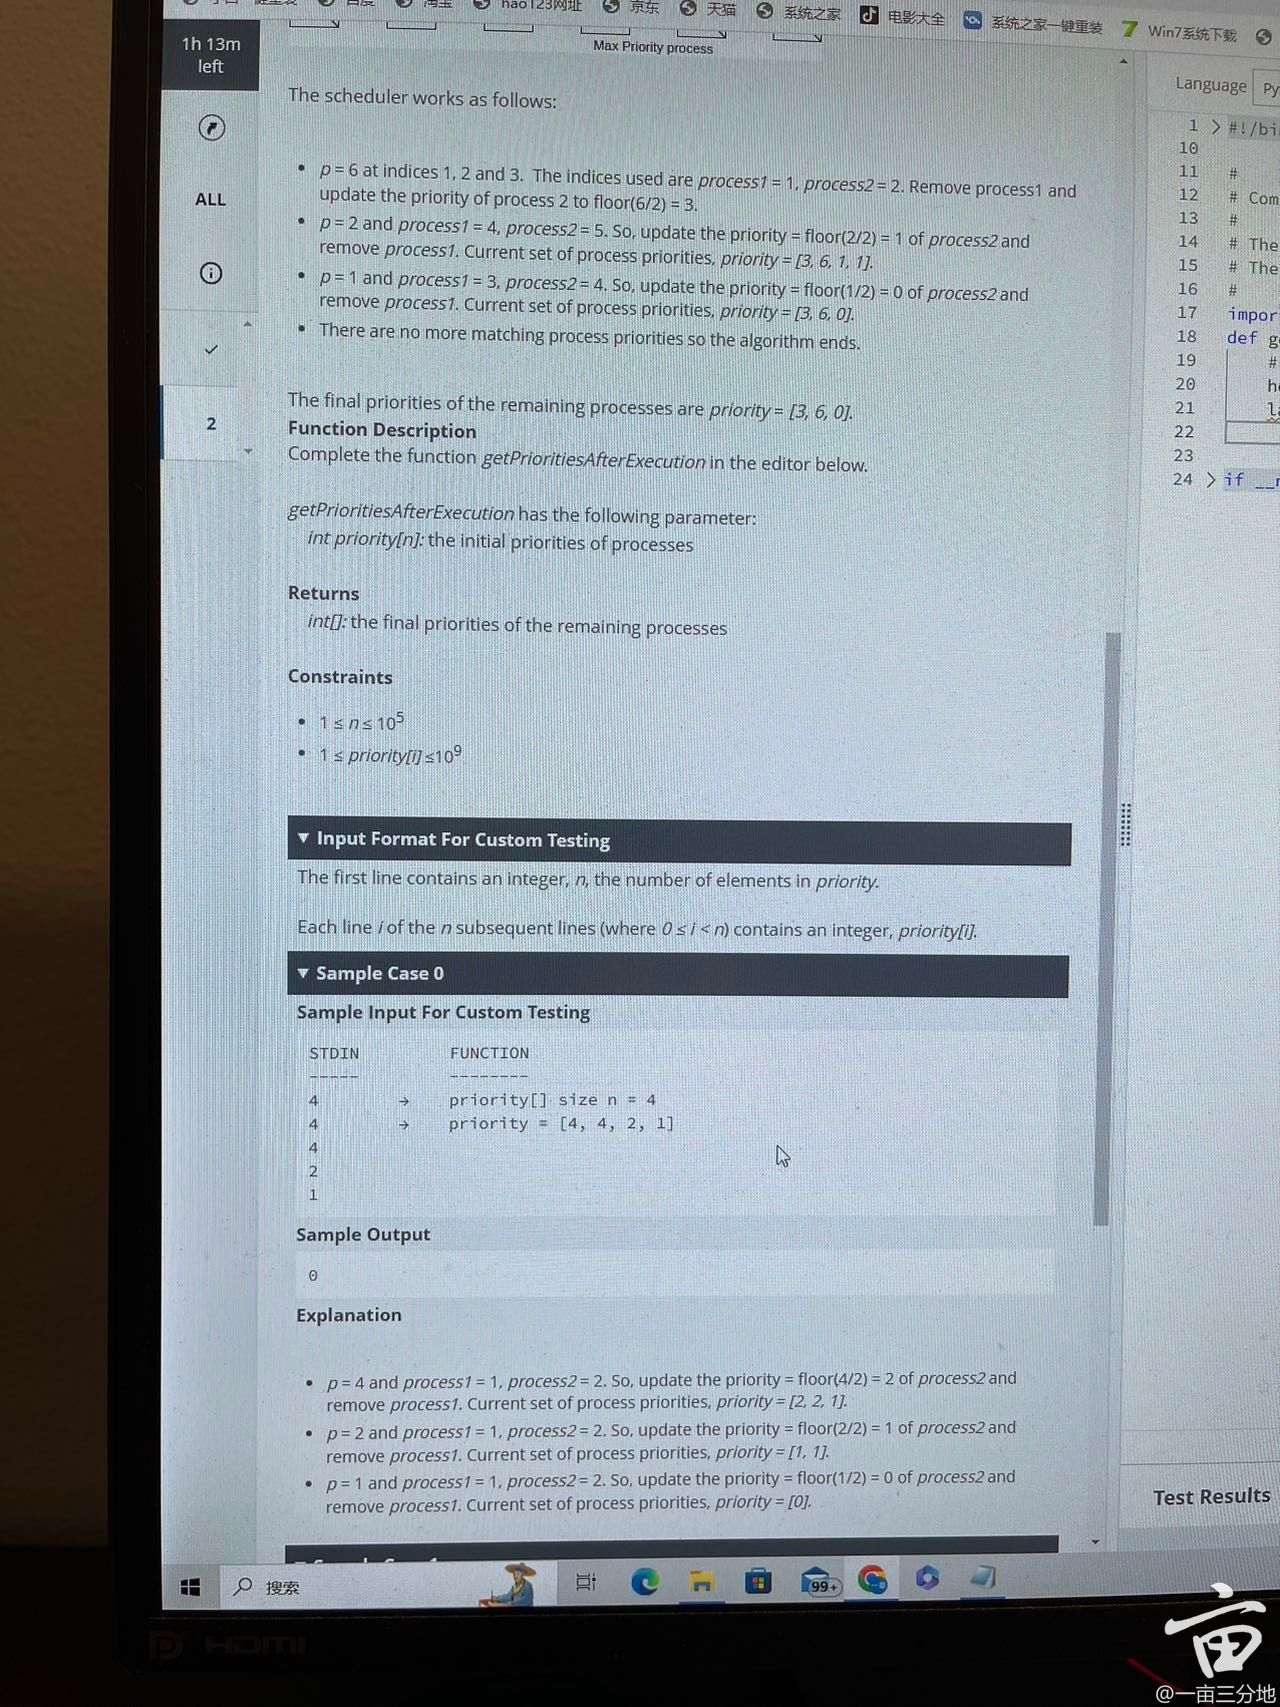 hao123网址
京东
天猫
系统之家
电影大全
系统之家一键重装
Win7系统下载
1h 13m
left
Max Priority process
Language
Py
The scheduler works as follows:
ALL
• p = 6 at indices 1, 2 and 3. The indices used are process1 = 1, process2 = 2. Remove process1 and
update the priority of process 2 to floor(6/2) = 3.
• p = 2 and process1 = 4, process2 = 5. So, update the priority = floor(2/2) = 1 of process2 and
remove process1. Current set of process priorities, priority = [3, 6, 1, 1].
• p = 1 and process1 = 3, process2 = 4. So, update the priority = floor(1/2) = 0 of process2 and
remove process1. Current set of process priorities, priority = [3, 6, 0].
• There are no more matching process priorities so the algorithm ends.
2
The final priorities of the remaining processes are priority = [3, 6, 0].
Function Description
Complete the function getPrioritiesAfterExecution in the editor below.
getPrioritiesAfterExecution has the following parameter:
int priority[n]: the initial priorities of processes
Returns
int[]: the final priorities of the remaining processes
Constraints
• 1 ≤ n ≤ 10⁵
• 1 ≤ priority[i] ≤10⁹
▼ Input Format For Custom Testing
The first line contains an integer, n, the number of elements in priority.
Each line i of the n subsequent lines (where 0 ≤ i < n) contains an integer, priority[i].
▼ Sample Case 0
Sample Input For Custom Testing
STDIN FUNCTION
----- --------
4 → priority[] size n = 4
4 → priority = [4, 4, 2, 1]
4
2
1
Sample Output
0
Explanation
• p = 4 and process1 = 1, process2 = 2. So, update the priority = floor(4/2) = 2 of process2 and
remove process1. Current set of process priorities, priority = [2, 2, 1].
• p = 2 and process1 = 1, process2 = 2. So, update the priority = floor(2/2) = 1 of process2 and
remove process1. Current set of process priorities, priority = [1, 1].
• p = 1 and process1 = 1, process2 = 2. So, update the priority = floor(1/2) = 0 of process2 and
remove process1. Current set of process priorities, priority = [0].
1 > #!/bi
10
11 #
12 # Com
13 #
14 # The
15 # The
16 #
17 impor
18 def g
19 #
20 h
21 l
22
23
24 > if __
Test Results
搜索
99+
HDMI
亩
@一亩三分地